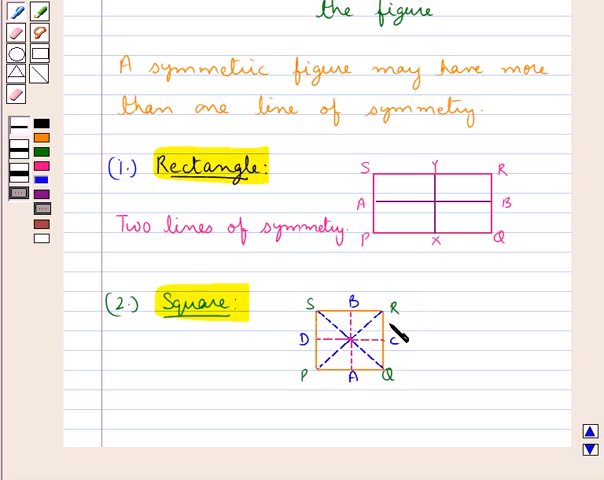 the figure
A symmetric figure may have more
than one line of symmetry.
(1.) Rectangle:
S Y R
A B
Two lines of symmetry.
P X Q
(2.) Square:
S B R
D C
P A Q